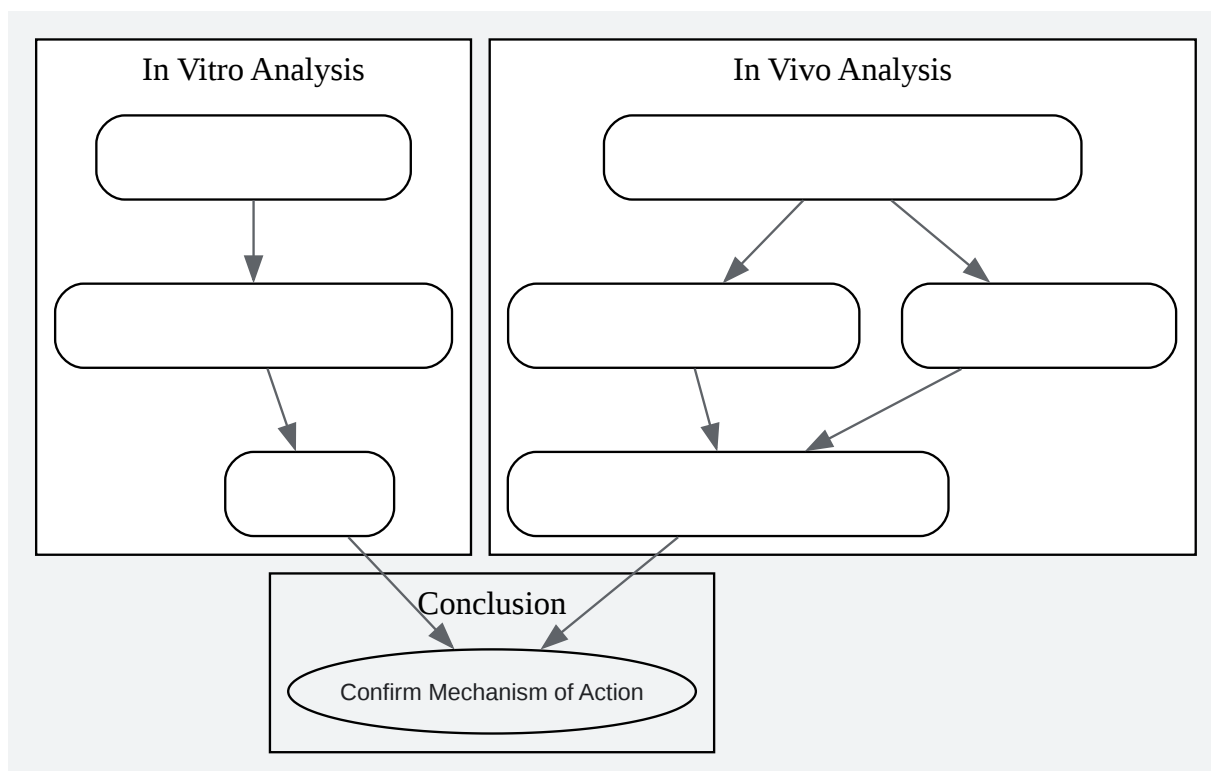 In Vitro Analysis
In Vivo Analysis
Conclusion
Confirm Mechanism of Action